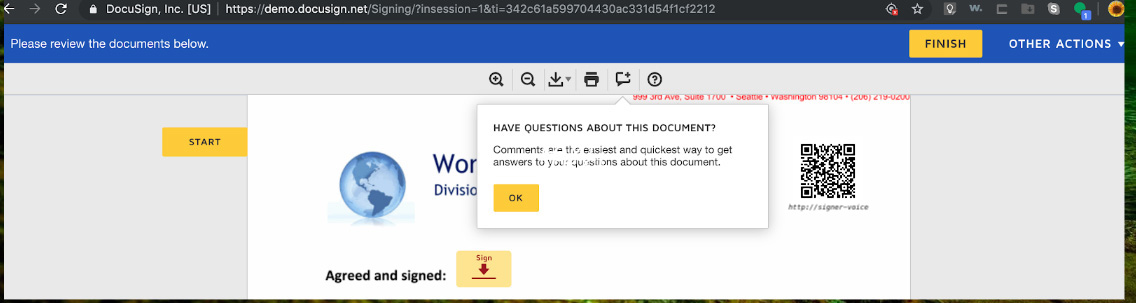 DocuSign, Inc. [US] | https://demo.docusign.net/Signing/?insession=1&ti=342c61a599704430ac331d54f1cf2212
w.
S
1
Please review the documents below.
FINISH
OTHER ACTIONS
999 3rd Ave, Suite 1700 • Seattle • Washington 98104 • (206) 219-0200
START
HAVE QUESTIONS ABOUT THIS DOCUMENT?
Comments are the easiest and quickest way to get
answers to your questions about this document.
OK
Wor
Divisio
http://signer-voice
Agreed and signed:
Sign